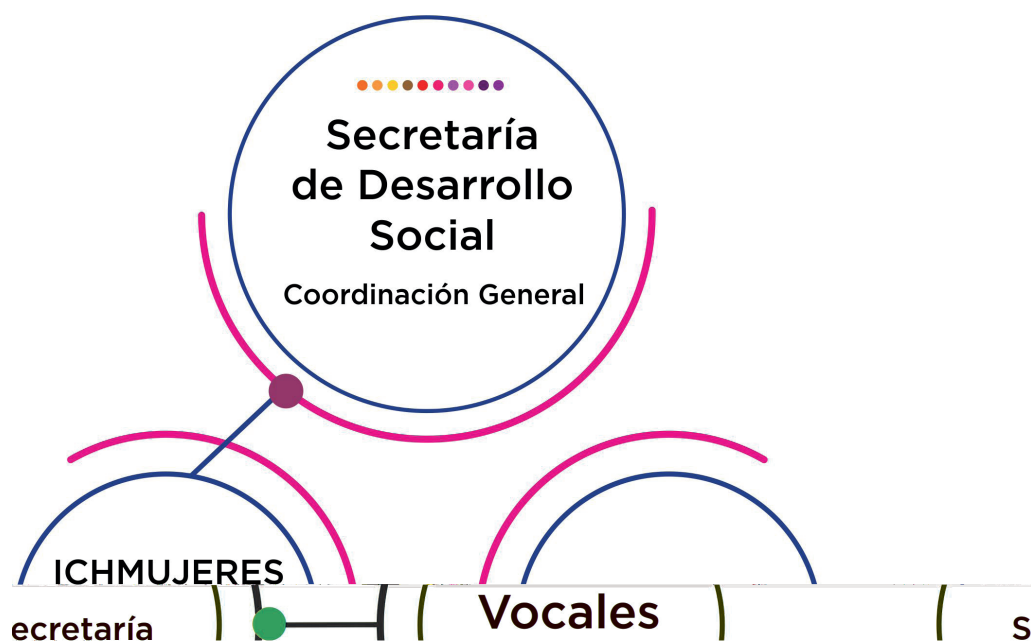 Secretaría
de Desarrollo
Social
Coordinación General
ICHMUJERES
Vocales
ecretaría
S